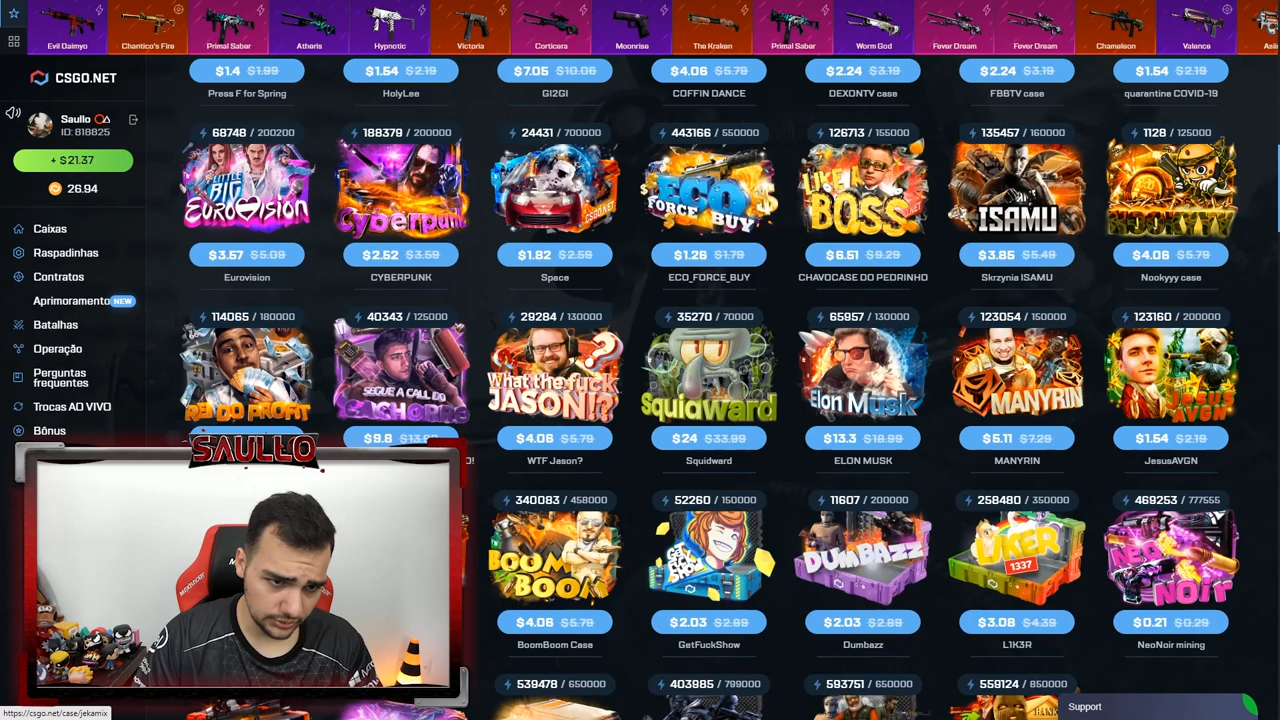 Evil Daimyo
Chantico's Fire
Primal Saber
Atheris
Hypnotic
Victoria
Corticera
Moonrise
The Kraken
Primal Saber
Worm God
Fever Dream
Fever Dream
Chameleon
Valence
CSGO.NET
Saullo
ID: 818825
+ $21.37
26.94
Caixas
Raspadinhas
Contratos
Aprimoramento NEW
Batalhas
Operação
Perguntas
frequentes
Trocas AO VIVO
Bônus
$1.4 $1.99
$1.54 $2.19
$7.05 $10.06
$4.06 $5.79
$2.24 $3.19
$2.24 $3.19
$1.54 $2.19
Press F for Spring
HolyLee
GI2GI
COFFIN DANCE
DEXONTV case
FBBTV case
quarantine COVID-19
68748 / 200200
188379 / 200000
24431 / 700000
443166 / 550000
126713 / 155000
135457 / 160000
1128 / 125000
LITTLE BIG EUROVISION
Cyberpunk
CSGO.NET
ECO FORCE BUY
LIKE BOSS
ISAMU
NOOKYYY
$3.57 $5.09
$2.52 $3.59
$1.82 $2.59
$1.26 $1.79
$6.51 $9.29
$3.85 $5.49
$4.06 $5.79
Eurovision
CYBERPUNK
Space
ECO_FORCE_BUY
CHAVOCASE DO PEDRINHO
Skrzynia ISAMU
Nookyyy case
114065 / 180000
40343 / 125000
29284 / 130000
35270 / 70000
65957 / 130000
123054 / 150000
123160 / 200000
REI DO PROFIT
SEGUE A CALL DO CACHORRO
What the fuck JASON!?
Squidward
Elon Musk
MANYRIN
JESUS AVGN
$9.8
$4.06 $5.79
$24 $33.99
$13.3 $18.99
$5.11 $7.29
$1.54 $2.19
WTF Jason?
Squidward
ELON MUSK
MANYRIN
JesusAVGN
SAULLO
340083 / 458000
52260 / 150000
11607 / 200000
258480 / 350000
469253 / 777555
BOOM BOOM
DUMBAZZ
LIKER
1337
NEO NOIR
$4.06 $5.79
$2.03 $2.89
$2.03 $2.89
$3.08 $4.39
$0.21 $0.29
BoomBoom Case
GetFuckShow
Dumbazz
L1K3R
NeoNoir mining
539478 / 650000
403985 / 799000
593751 / 650000
559124 / 850000
Support
https://csgo.net/case/jekamix